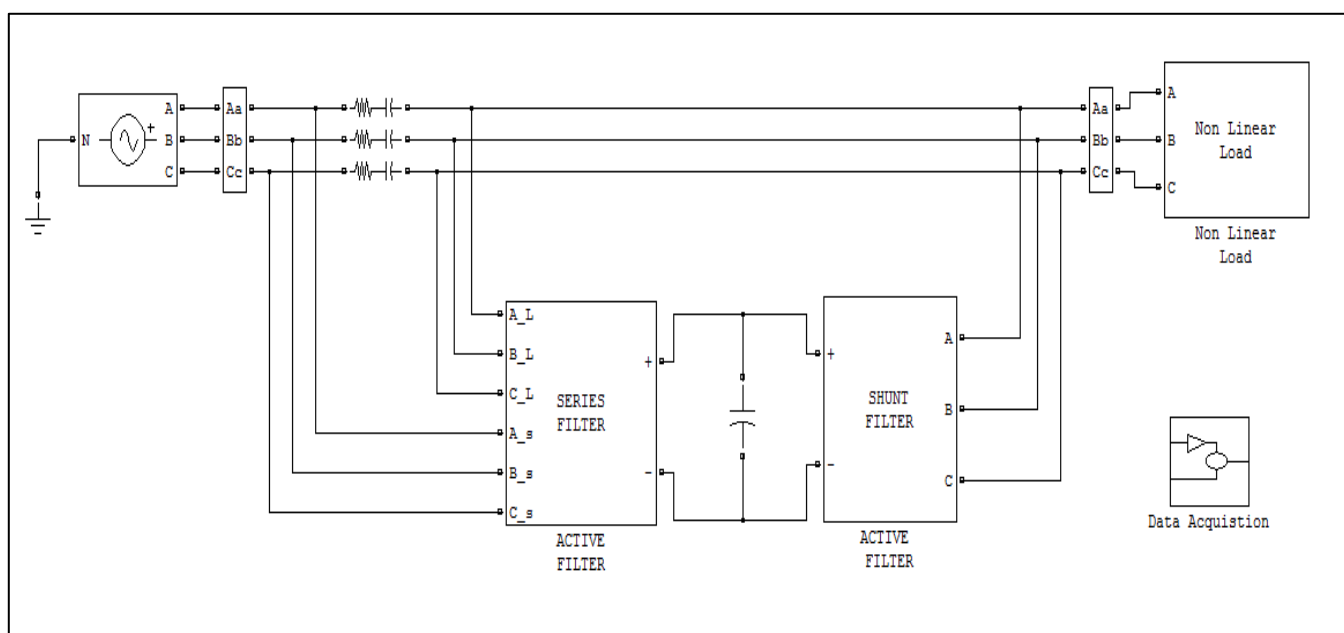 N
+
A
B
C
Aa
Bb
Cc
Aa
Bb
Cc
A
B
C
Non Linear
Load
Non Linear
Load
A_L
B_L
C_L
A_s
B_s
C_s
SERIES
FILTER
+
-
ACTIVE
FILTER
+
-
SHUNT
FILTER
A
B
C
ACTIVE
FILTER
Data Acquistion